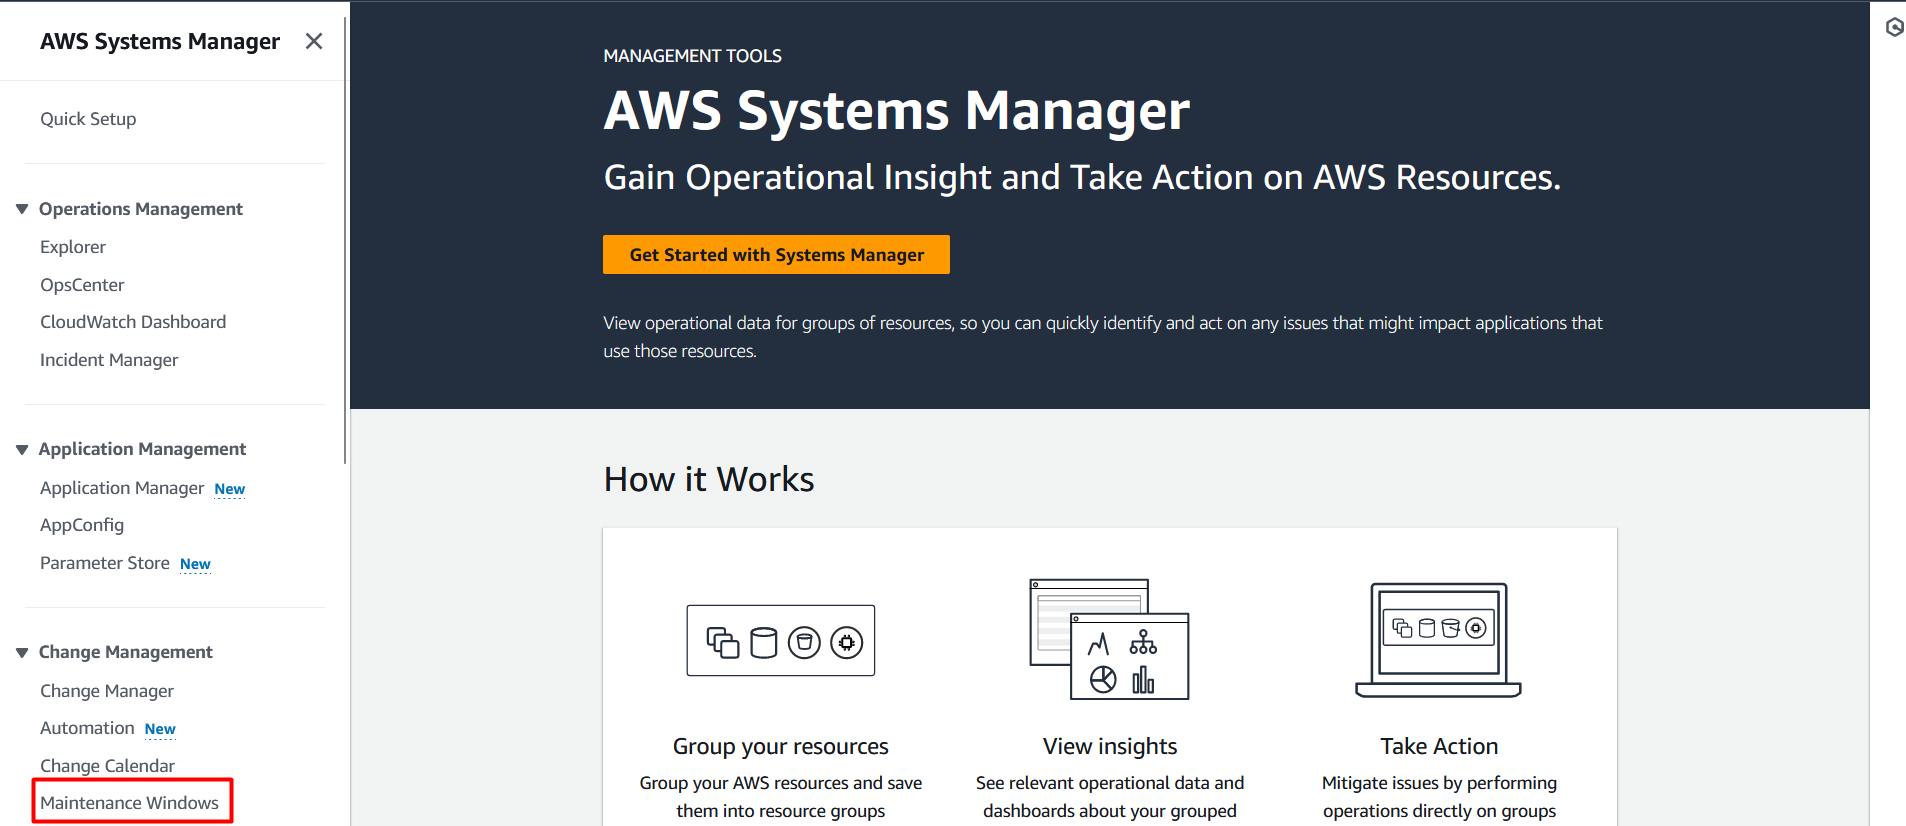 AWS Systems Manager
Quick Setup
Operations Management
Explorer
OpsCenter
CloudWatch Dashboard
Incident Manager
Application Management
Application Manager New
AppConfig
Parameter Store New
Change Management
Change Manager
Automation New
Change Calendar
Maintenance Windows
MANAGEMENT TOOLS
AWS Systems Manager
Gain Operational Insight and Take Action on AWS Resources.
Get Started with Systems Manager
View operational data for groups of resources, so you can quickly identify and act on any issues that might impact applications that
use those resources.
How it Works
Group your resources
Group your AWS resources and save
them into resource groups
View insights
See relevant operational data and
dashboards about your grouped
Take Action
Mitigate issues by performing
operations directly on groups